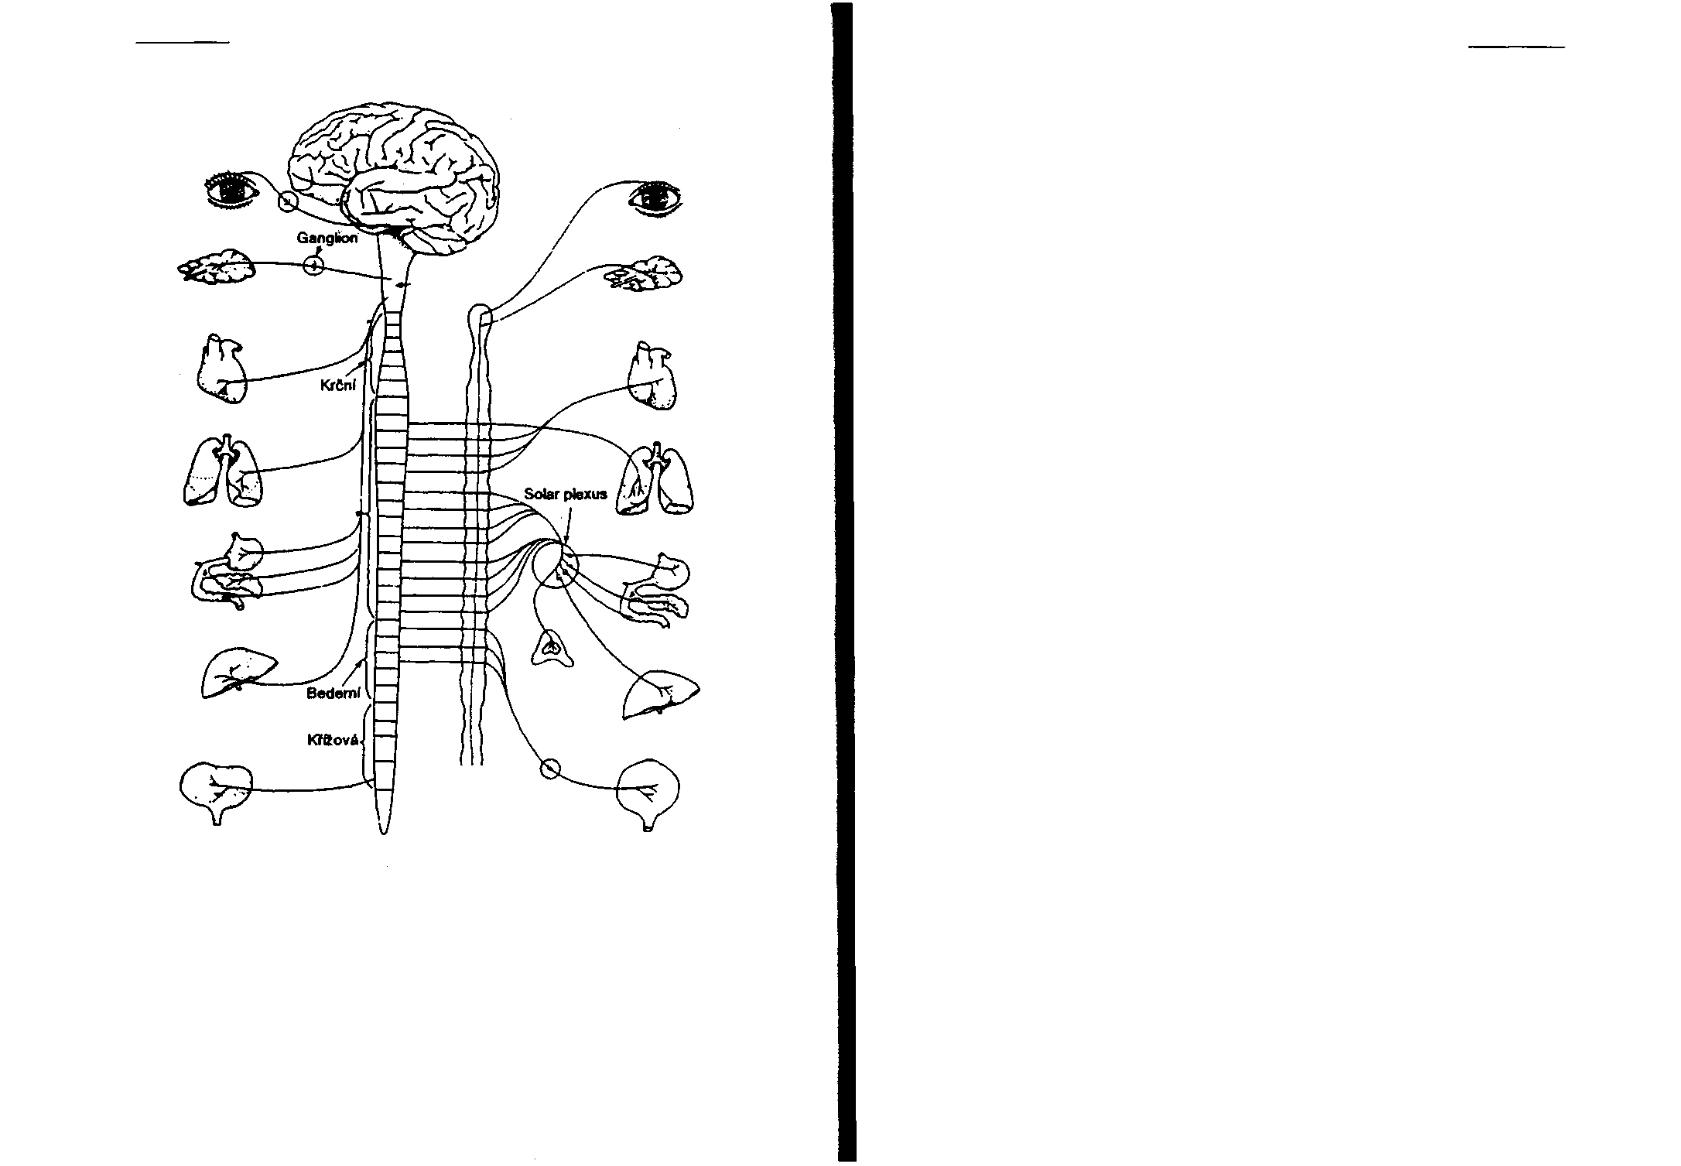 Ganglion
Krční
Solar plexus
Bederní
Křížová